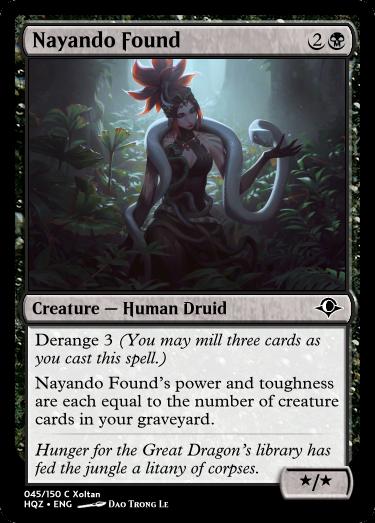 Nayando Found 2
Creature — Human Druid
Derange 3 (You may mill three cards as
you cast this spell.)
Nayando Found's power and toughness
are each equal to the number of creature
cards in your graveyard.
Hunger for the Great Dragon's library has
fed the jungle a litany of corpses.
★/★
045/150 C Xoltan
HQZ • ENG Dao Trong Le